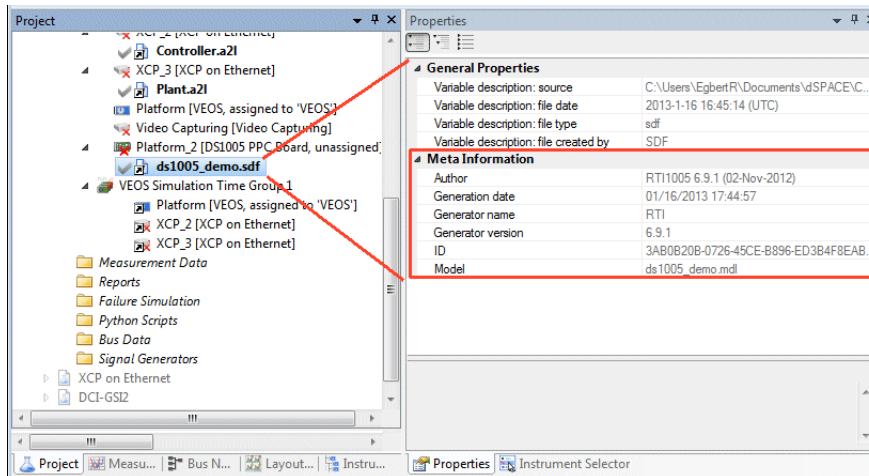 Project
XCP_2 [XCP on Ethernet]
Controller.a2l
XCP_3 [XCP on Ethernet]
Plant.a2l
Platform [VEOS, assigned to 'VEOS']
Video Capturing [Video Capturing]
Platform_2 [DS1005 PPC Board, unassigned]
ds1005_demo.sdf
VEOS Simulation Time Group 1
Platform [VEOS, assigned to 'VEOS']
XCP_2 [XCP on Ethernet]
XCP_3 [XCP on Ethernet]
Measurement Data
Reports
Failure Simulation
Python Scripts
Bus Data
Signal Generators
XCP on Ethernet
DCI-GSI2
Project
Measu...
Bus N...
Layout...
Instru...
Properties
General Properties
Variable description: source C:\Users\EgbertR\Documents\dSPACE\C...
Variable description: file date 2013-1-16 16:45:14 (UTC)
Variable description: file type sdf
Variable description: file created by SDF
Meta Information
Author RTI1005 6.9.1 (02-Nov-2012)
Generation date 01/16/2013 17:44:57
Generator name RTI
Generator version 6.9.1
ID 3AB0B20B-0726-45CE-B896-ED3B4F8EAB...
Model ds1005_demo.mdl
Properties
Instrument Selector